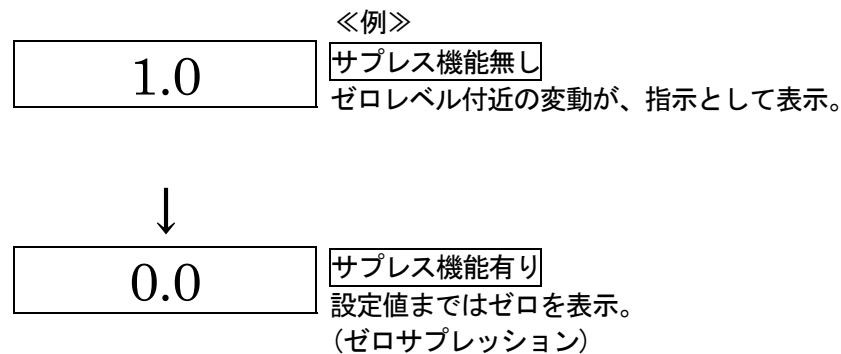 ≪例≫
1.0
サプレス機能無し
ゼロレベル付近の変動が、指示として表示。
↓
0.0
サプレス機能有り
設定値まではゼロを表示。
(ゼロサプレッション)